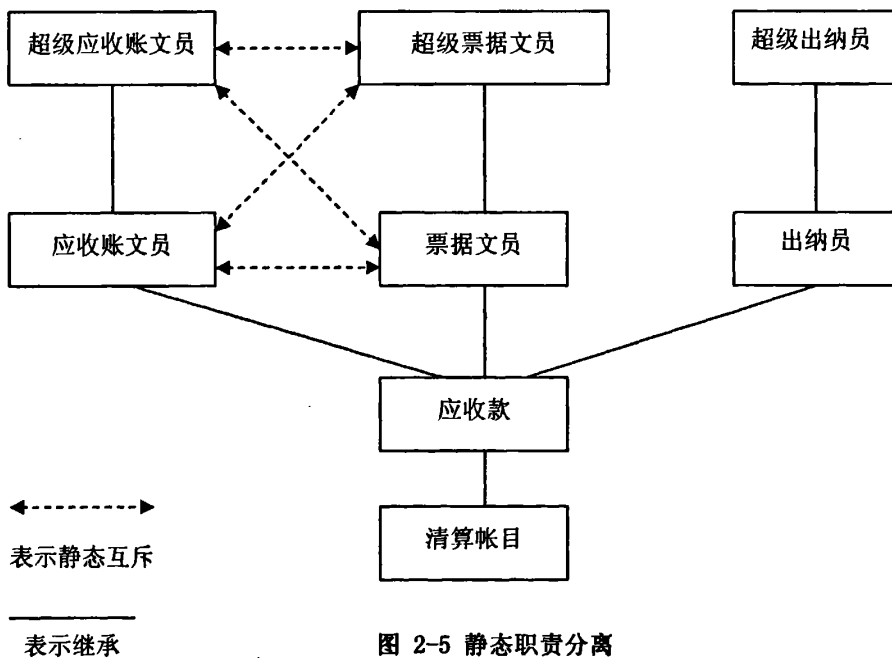 超级应收账文员
超级票据文员
超级出纳员
应收账文员
票据文员
出纳员
应收款
清算帐目
表示静态互斥
表示继承
图 2-5 静态职责分离